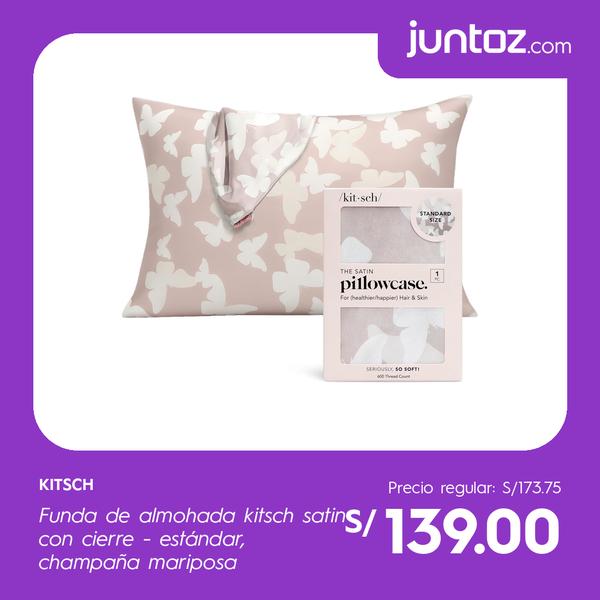 juntoz.com
/kit·sch/
STANDARD
SIZE
THE SATIN
pillowcase.
1
PC.
For (healthier/happier) Hair & Skin
SERIOUSLY, SO SOFT!
600 Thread Count
KITSCH
Funda de almohada kitsch satin
con cierre - estándar,
champaña mariposa
Precio regular: S/173.75
S/ 139.00